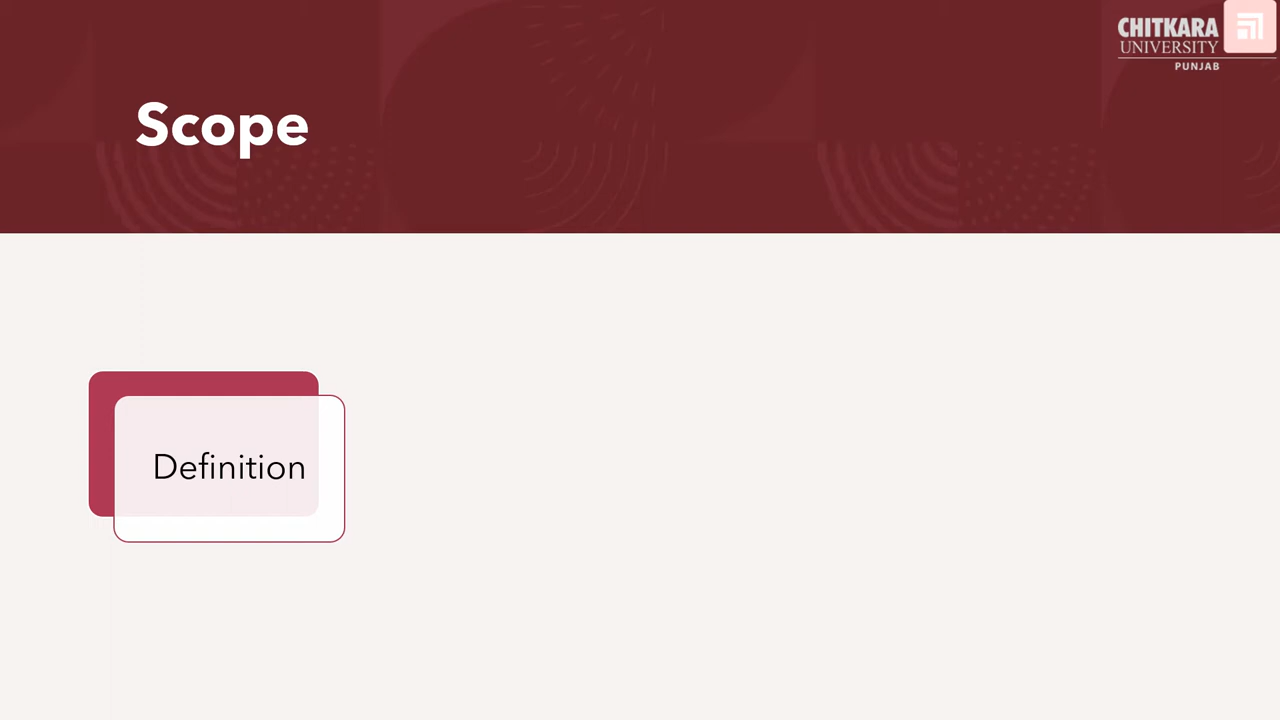 CHITKARA
UNIVERSITY
PUNJAB
Scope
Definition